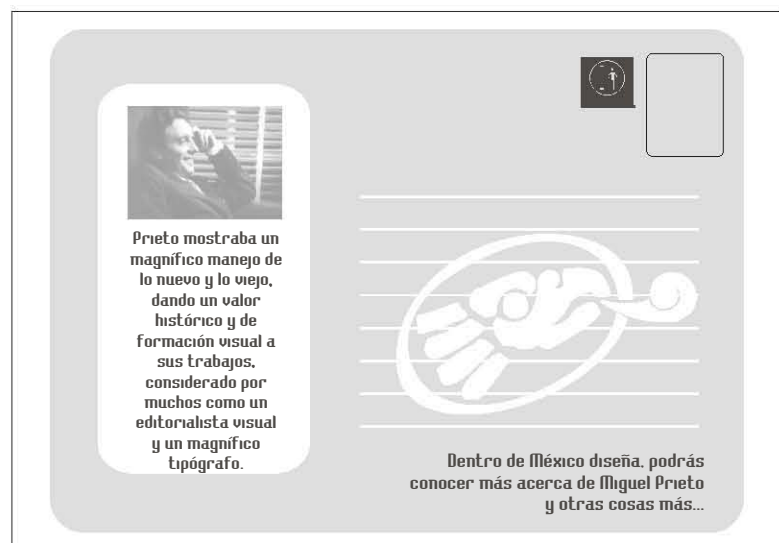 Prieto mostraba un
magnífico manejo de
lo nuevo y lo viejo,
dando un valor
histórico y de
formación visual a
sus trabajos,
considerado por
muchos como un
editorialista visual
y un magnífico
tipógrafo.
Dentro de México diseña, podrás
conocer más acerca de Miguel Prieto
y otras cosas más...